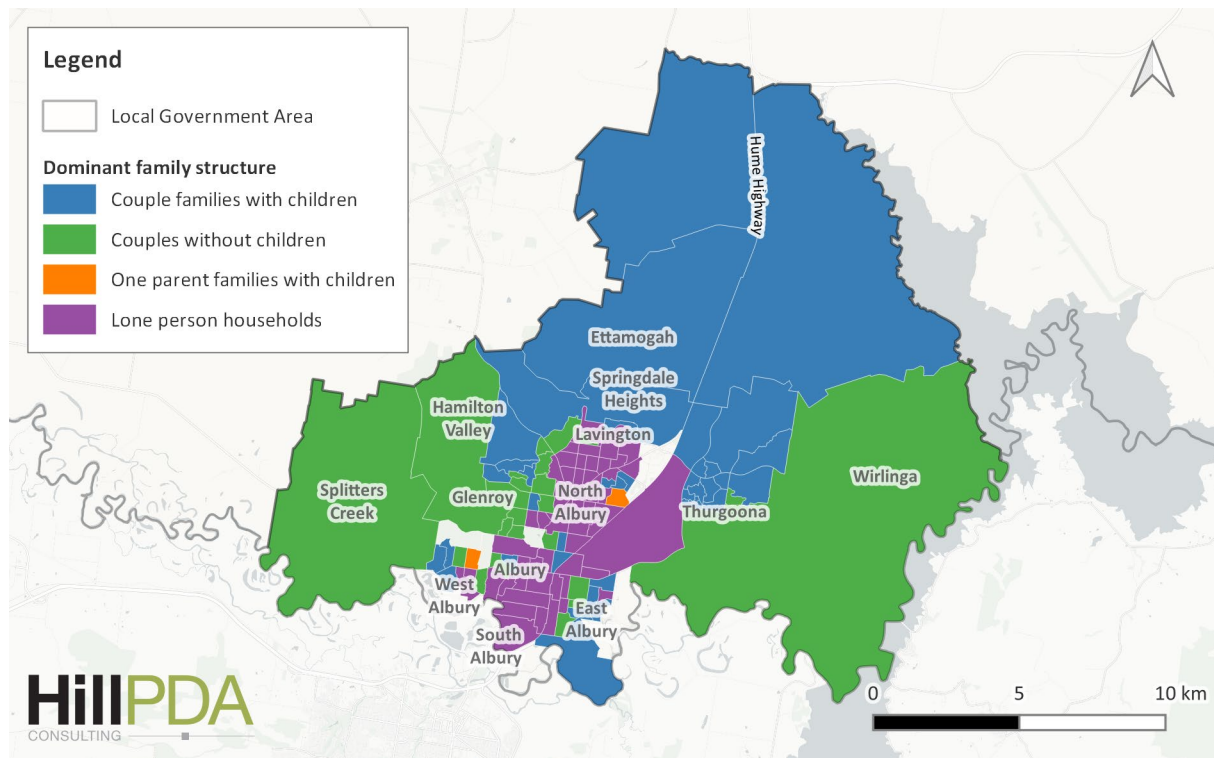 Legend
Local Government Area
Dominant family structure
Couple families with children
Couples without children
One parent families with children
Lone person households
Hume Highway
Ettamogah
Springdale
Heights
Hamilton
Valley
Lavington
Splitters
Creek
Glenroy
North
Albury
Thurgoona
Wirlinga
Albury
West
Albury
East
Albury
South
Albury
HillPDA
CONSULTING
0 5 10 km